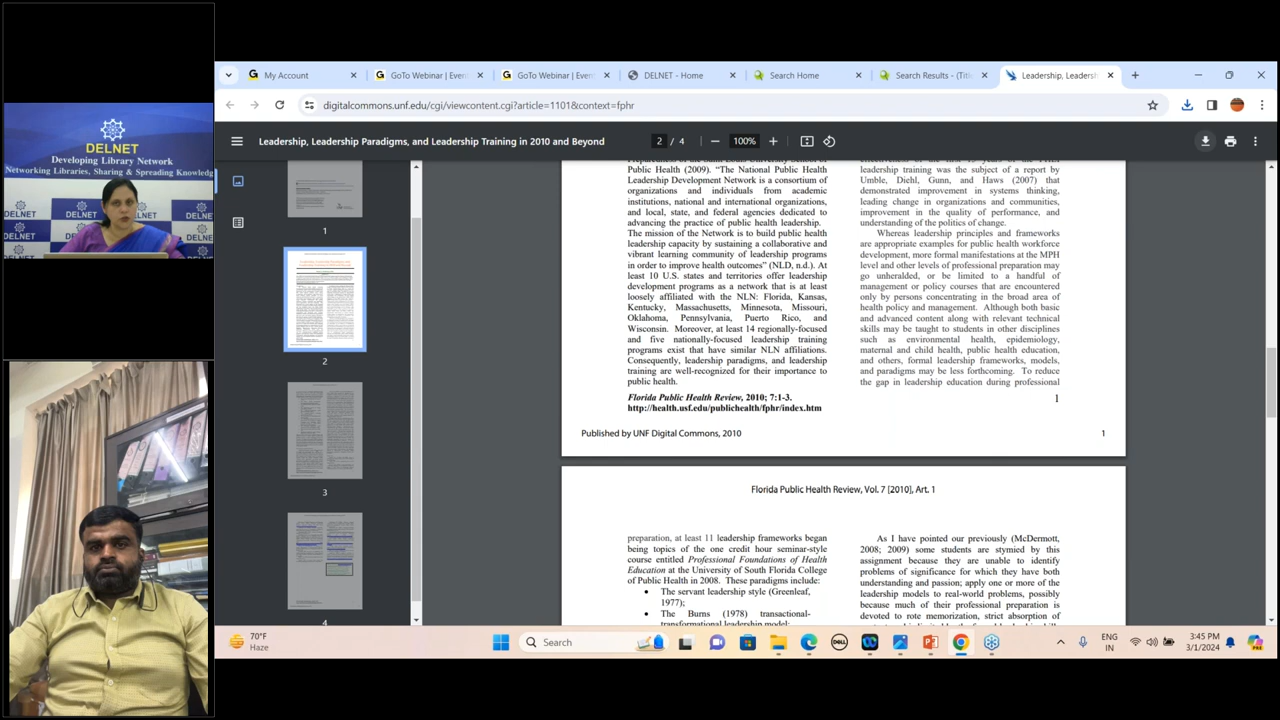 DELNET
Developing Library Network
Networking Libraries, Sharing & Spreading Knowledg
DELNET
DELNET
DELNET
DELNET
My Account
GoTo Webinar | Even
GoTo Webinar | Even
DELNET - Home
Search Home
Search Results - (Title
Leadership, Leadersh
digitalcommons.unf.edu/cgi/viewcontent.cgi?article=1101&context=fphr
Leadership, Leadership Paradigms, and Leadership Training in 2010 and Beyond
2 / 4
100%
1
2
3
4
Preparedness of the Saint Louis University School of
Public Health (2009). “The National Public Health
Leadership Development Network is a consortium of
organizations and individuals from academic
institutions, national and international organizations,
and local, state, and federal agencies dedicated to
advancing the practice of public health leadership.
The mission of the Network is to build public health
leadership capacity by sustaining a collaborative and
vibrant learning community of leadership programs
in order to improve health outcomes” (NLD, n.d.). At
least 10 U.S. states and territories offer leadership
development programs as a network that is at least
loosely affiliated with the NLN: Florida, Kansas,
Kentucky, Massachusetts, Minnesota, Missouri,
Oklahoma, Pennsylvania, Puerto Rico, and
Wisconsin. Moreover, at least 14 regionally-focused
and five nationally-focused leadership training
programs exist that have similar NLN affiliations.
Consequently, leadership paradigms, and leadership
training are well-recognized for their importance to
public health.
Florida Public Health Review, 2010; 7:1-3.
http://health.usf.edu/publichealth/fphr/index.htm
leadership training was the subject of a report by
Umble, Diehl, Gunn, and Haws (2007) that
demonstrated improvement in systems thinking,
leading change in organizations and communities,
improvement in the quality of performance, and
understanding of the politics of change.
Whereas leadership principles and frameworks
are appropriate examples for public health workforce
development, more formal manifestations at the MPH
level and other levels of professional preparation may
go unheralded, or be limited to a handful of
management or policy courses that are encountered
only by persons concentrating in the broad area of
health policy and management. Although both basic
and advanced content along with relevant technical
skills may be taught to students in other disciplines
such as environmental health, epidemiology,
maternal and child health, public health education,
and others, leadership frameworks, models,
and paradigms may be less forthcoming. To reduce
the gap in leadership education during professional
1
Published by UNF Digital Commons, 2010
1
Florida Public Health Review, Vol. 7 [2010], Art. 1
preparation, at least 11 leadership frameworks began
being topics of the one credit hour seminar-style
course entitled Professional Foundations of Health
Education at the University of South Florida College
of Public Health in 2008. These paradigms include:
• The servant leadership style (Greenleaf,
1977);
• The Burns (1978) transactional-
transformational leadership model;
As I have pointed our previously (McDermott,
2008; 2009) some students are stymied by this
assignment because they are unable to identify
problems of significance for which they have both
understanding and passion; apply one or more of the
leadership models to real-world problems, possibly
because much of their professional preparation is
devoted to rote memorization, strict absorption of
70°F
Haze
Search
DELL
ENG
IN
3:45 PM
3/1/2024